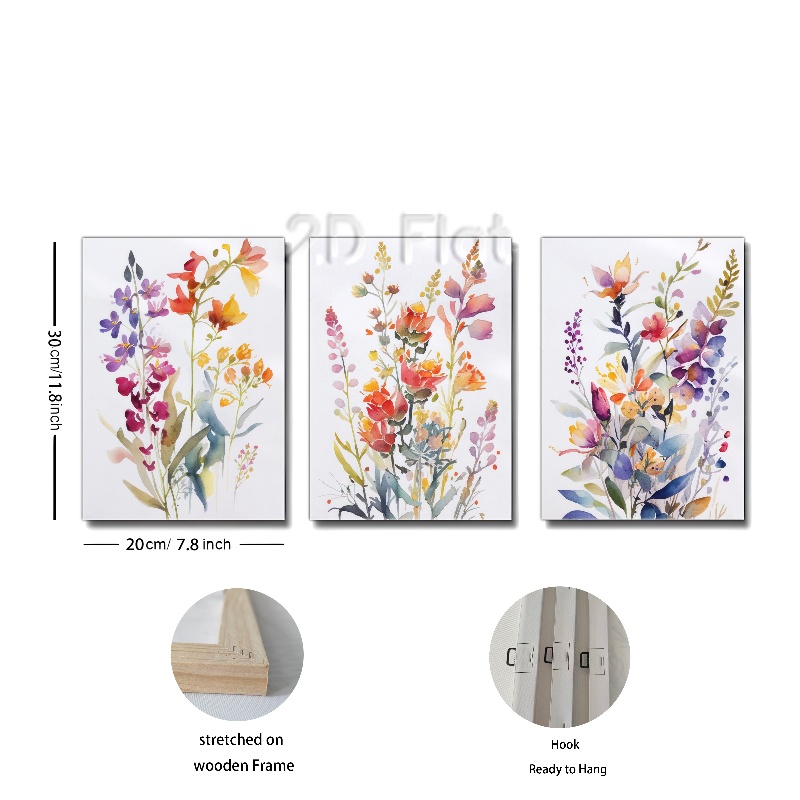 2D Flat
30cm/11.8inch
20cm/ 7.8 inch
stretched on
wooden Frame
Hook
Ready to Hang